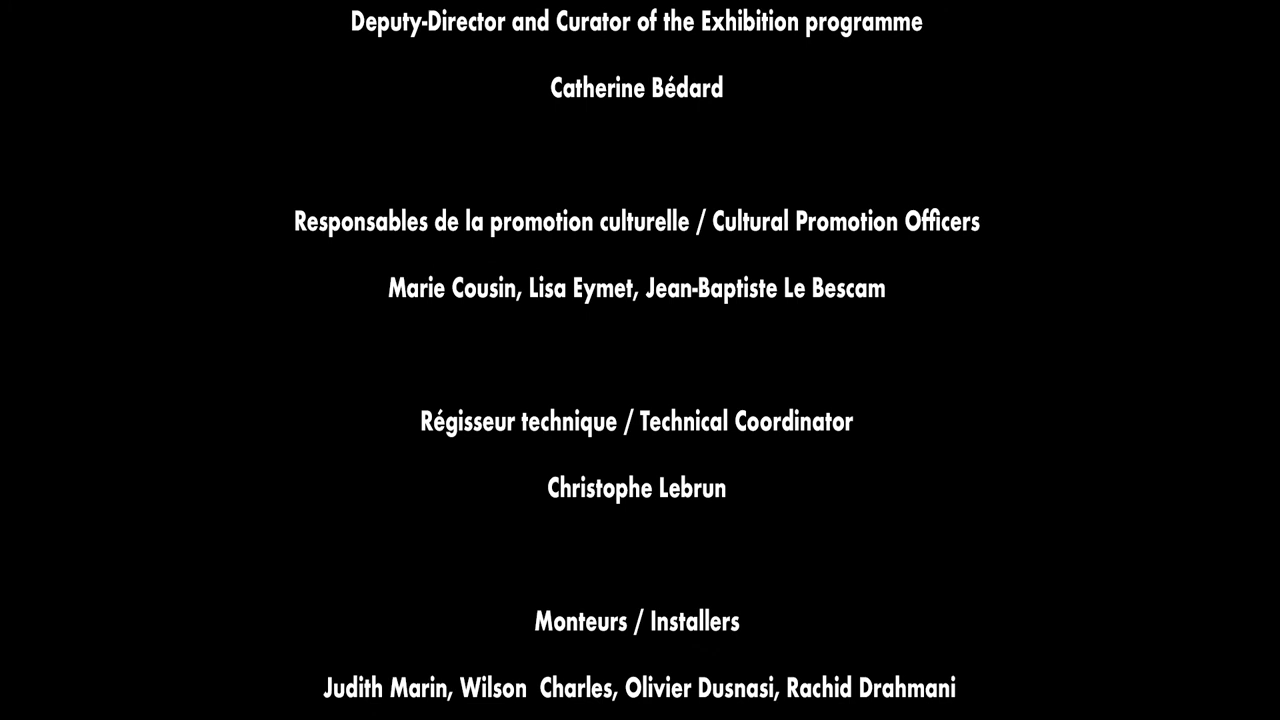 Deputy-Director and Curator of the Exhibition programme
Catherine Bédard
Responsables de la promotion culturelle / Cultural Promotion Officers
Marie Cousin, Lisa Eymet, Jean-Baptiste Le Bescam
Régisseur technique / Technical Coordinator
Christophe Lebrun
Monteurs / Installers
Judith Marin, Wilson  Charles, Olivier Dusnasi, Rachid Drahmani